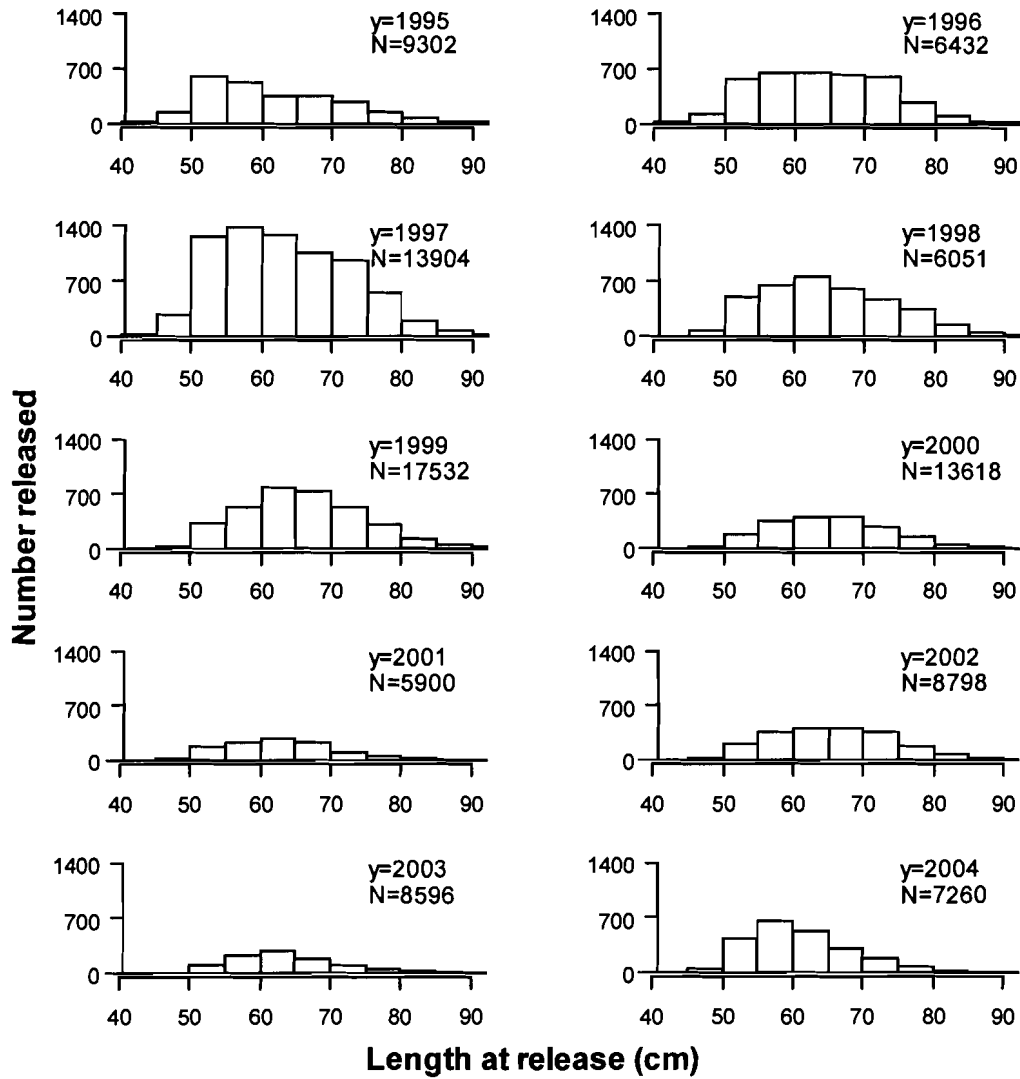 1400
700
0
40 50 60 70 80 90
y=1995
N=9302
1400
700
0
40 50 60 70 80 90
y=1996
N=6432
1400
700
0
40 50 60 70 80 90
y=1997
N=13904
1400
700
0
40 50 60 70 80 90
y=1998
N=6051
1400
700
0
40 50 60 70 80 90
y=1999
N=17532
1400
700
0
40 50 60 70 80 90
y=2000
N=13618
1400
700
0
40 50 60 70 80 90
y=2001
N=5900
1400
700
0
40 50 60 70 80 90
y=2002
N=8798
1400
700
0
40 50 60 70 80 90
y=2003
N=8596
1400
700
0
40 50 60 70 80 90
y=2004
N=7260
Number released
Length at release (cm)